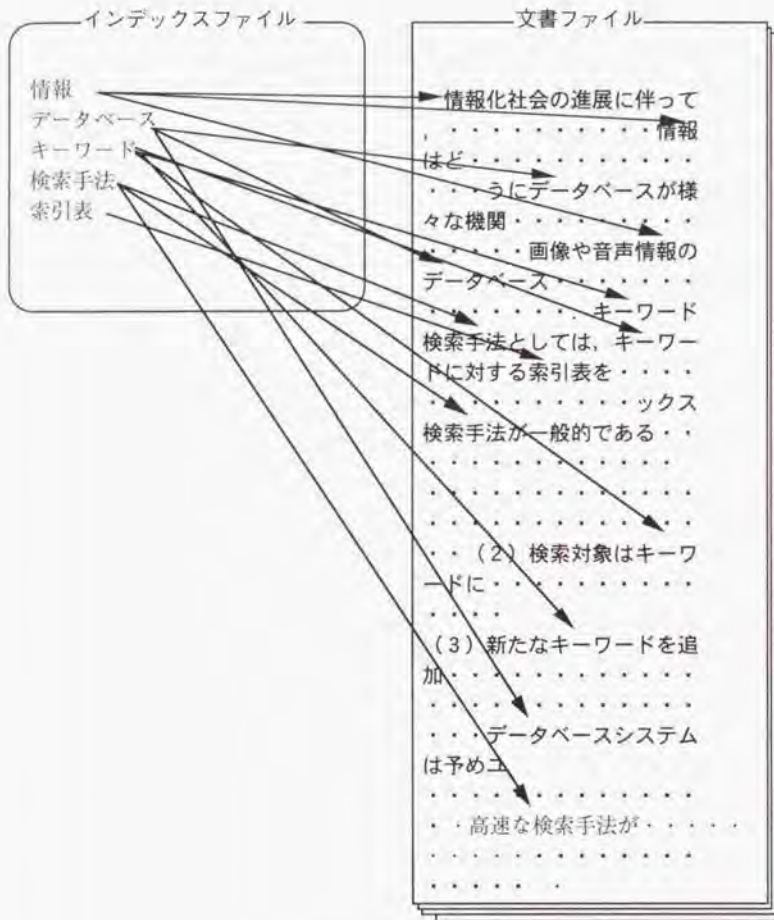 インデックスファイル
情報
データベース
キーワード
検索手法
索引表
文書ファイル
情報化社会の進展に伴って
・・・・・・・・・・・情報
はど・・・・・・・・・・
・・・うにデータベースが様
々な機関・・・・・・・・
・・・・・画像や音声情報の
データベース・・・・・・
・・・・・・・・キーワード
検索手法としては、キーワー
ドに対する索引表を・・・・
・・・・・・・・・・ックス
検索手法が一般的である・・
・・・・・・・・・・・・
・・・・・・・・・・・・・
・・・・・・・・・・・・・
・・（２）検索対象はキーワ
ードに・・・・・・・・・
・・・・
（３）新たなキーワードを追
加・・・・・・・・・・・・
・・・・・・・・・・・・・
・・・データベースシステム
は予めユ
・・・・・・・・・・・・・
・・高速な検索手法が・・・・・
・・・・・・・・・・・・・
・・・・・・